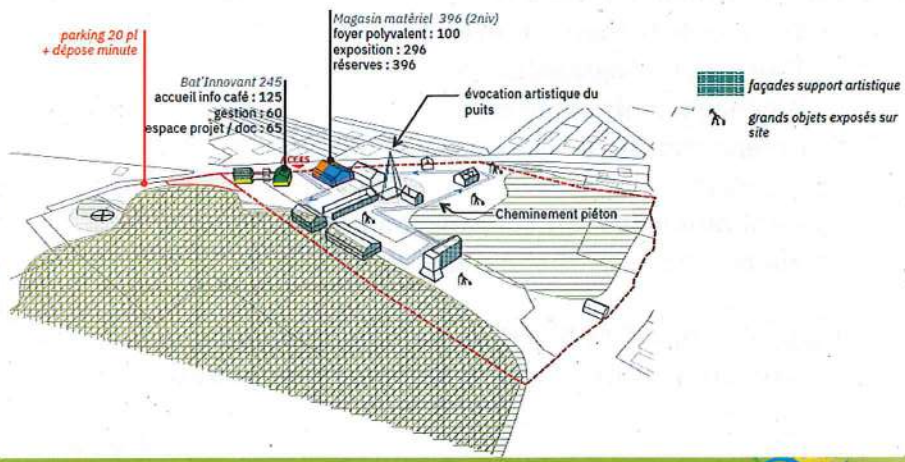 parking 20 pl
+ dépose minute
Magasin matériel 396 (2niv)
foyer polyvalent : 100
exposition : 296
réserves : 396
Bat'Innovant 245
accueil info café : 125
gestion : 60
espace projet / doc : 65
évocation artistique du
puits
façades support artistique
grands objets exposés sur
site
ACCES
Cheminement piéton